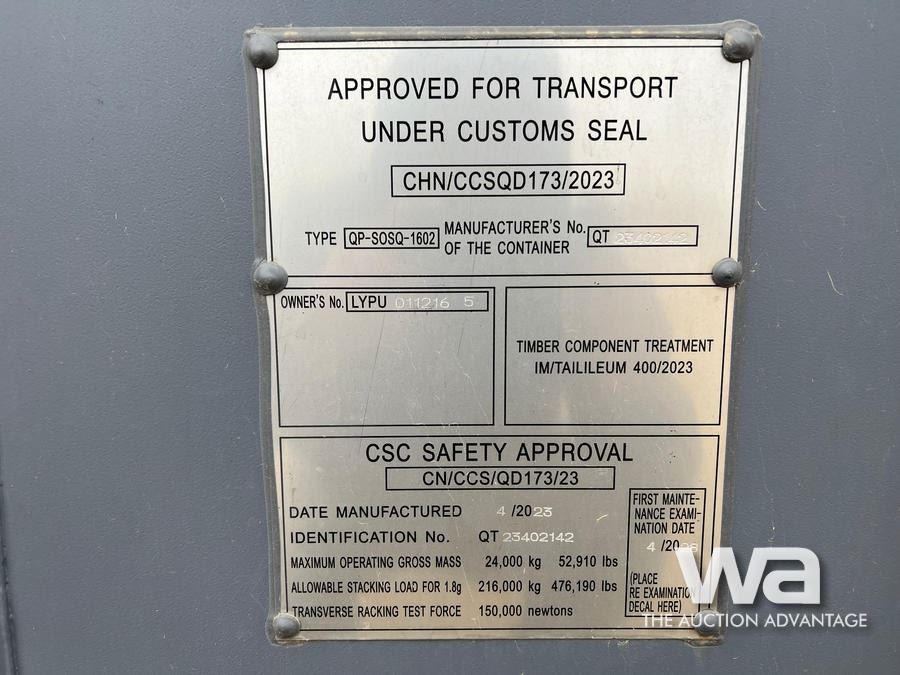 APPROVED FOR TRANSPORT
UNDER CUSTOMS SEAL
CHN/CCSQD173/2023
TYPE QP-SOSQ-1602 MANUFACTURER'S No. OF THE CONTAINER QT 23402142
OWNER'S No. LYPU 011216 5
TIMBER COMPONENT TREATMENT
IM/TAILILEUM 400/2023
CSC SAFETY APPROVAL
CN/CCS/QD173/23
DATE MANUFACTURED 4 /2023
IDENTIFICATION No. QT 23402142
MAXIMUM OPERATING GROSS MASS 24,000 kg 52,910 lbs
ALLOWABLE STACKING LOAD FOR 1.8g 216,000 kg 476,190 lbs
TRANSVERSE RACKING TEST FORCE 150,000 newtons
FIRST MAINTE-
NANCE EXAMI-
NATION DATE
4 /20
(PLACE
RE EXAMINATION
DECAL HERE)
wa
THE AUCTION ADVANTAGE